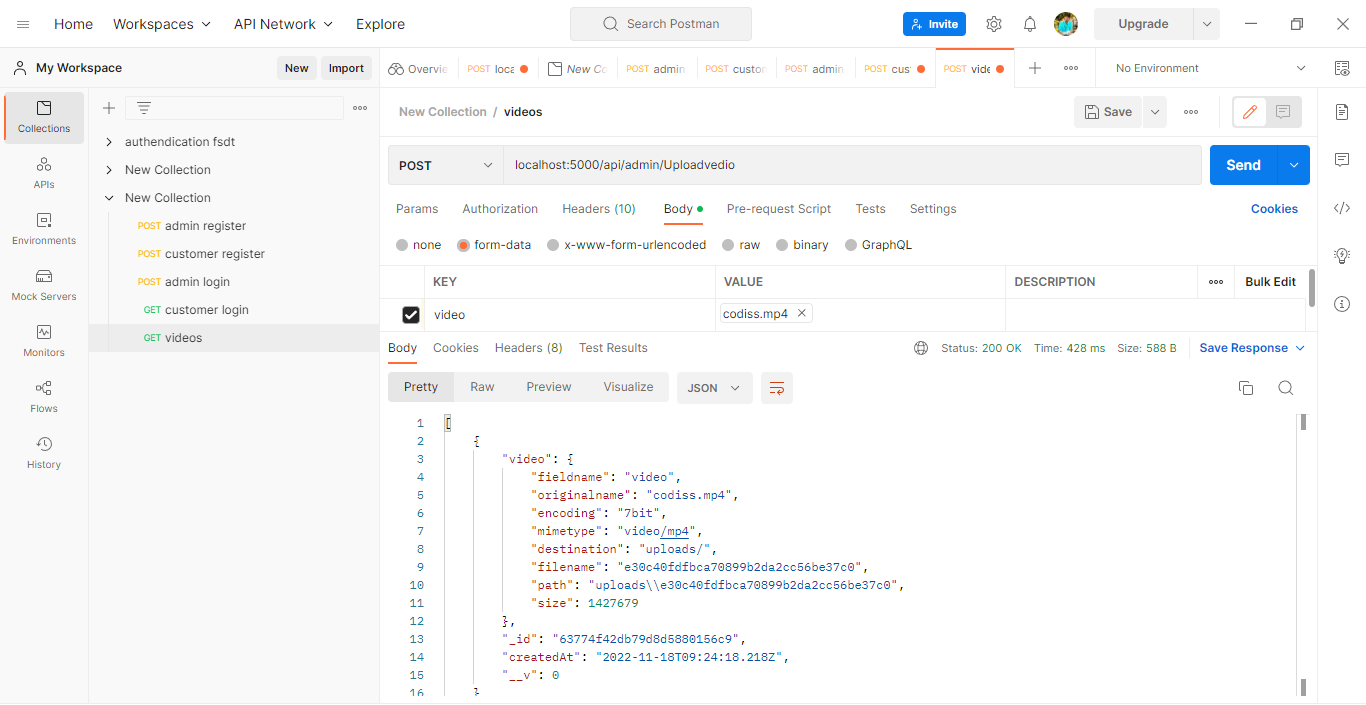 Home Workspaces API Network Explore Search Postman Invite Upgrade
My Workspace New Import Overvie POST loca New Co POST admin POST custon POST admin POST cust POST vide No Environment
New Collection / videos Save
Collections authendication fsdt
APIs New Collection
New Collection
POST admin register
POST customer register
POST admin login
GET customer login
GET videos
Environments
Mock Servers
Monitors
Flows
History
POST localhost:5000/api/admin/Uploadvedio Send
Params Authorization Headers (10) Body Pre-request Script Tests Settings Cookies
none form-data x-www-form-urlencoded raw binary GraphQL
KEY VALUE DESCRIPTION Bulk Edit
video codiss.mp4
Body Cookies Headers (8) Test Results Status: 200 OK Time: 428 ms Size: 588 B Save Response
Pretty Raw Preview Visualize JSON
1 [
2 {
3 "video": {
4 "fieldname": "video",
5 "originalname": "codiss.mp4",
6 "encoding": "7bit",
7 "mimetype": "video/mp4",
8 "destination": "uploads/",
9 "filename": "e30c40fdfbca70899b2da2cc56be37c0",
10 "path": "uploads\\e30c40fdfbca70899b2da2cc56be37c0",
11 "size": 1427679
12 },
13 "_id": "63774f42db79d8d5880156c9",
14 "createdAt": "2022-11-18T09:24:18.218Z",
15 "__v": 0
16 }